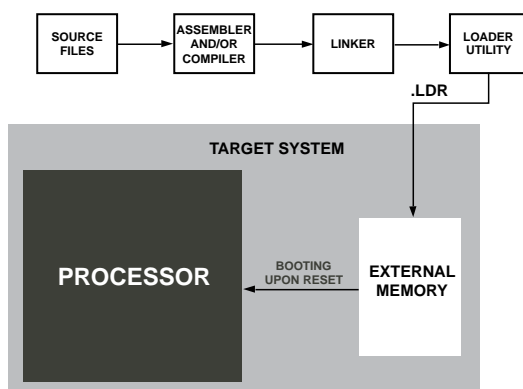 SOURCE
FILES
ASSEMBLER
AND/OR
COMPILER
LINKER
LOADER
UTILITY
.LDR
TARGET SYSTEM
PROCESSOR
BOOTING
UPON RESET
EXTERNAL
MEMORY